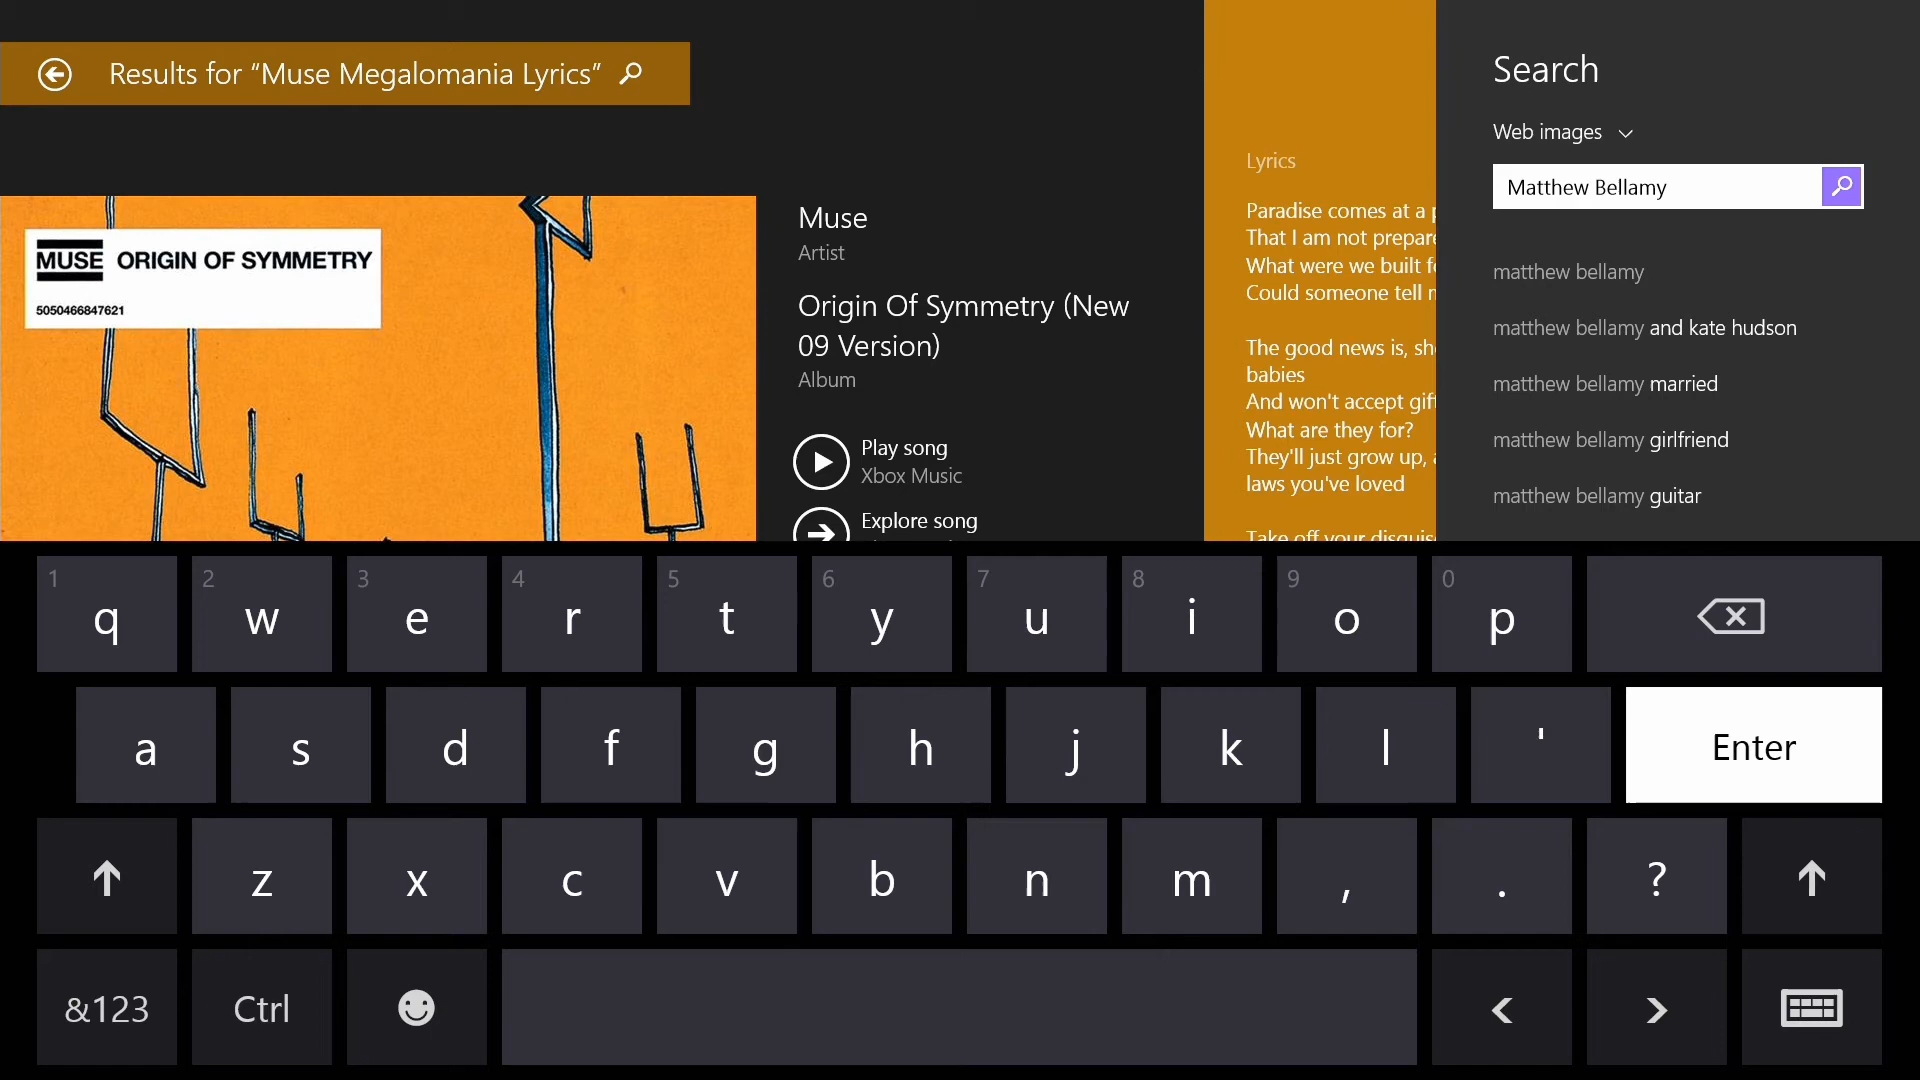 Results for “Muse Megalomania Lyrics”
MUSE ORIGIN OF SYMMETRY
5050466847621
Muse
Artist
Origin Of Symmetry (New
09 Version)
Album
Play song
Xbox Music
Explore song
Lyrics
Paradise comes at a
That I am not
What were we built
Could someone tell
The good news is,
babies
And won't accept
What are they for?
They'll just grow up,
laws you've loved
Take off your
Search
Web images
Matthew Bellamy
matthew bellamy
matthew bellamy and kate hudson
matthew bellamy married
matthew bellamy girlfriend
matthew bellamy guitar
1 2 3 4 5 6 7 8 9 0
q w e r t y u i o p
a s d f g h j k l ' Enter
z x c v b n m , . ?
&123 Ctrl < >